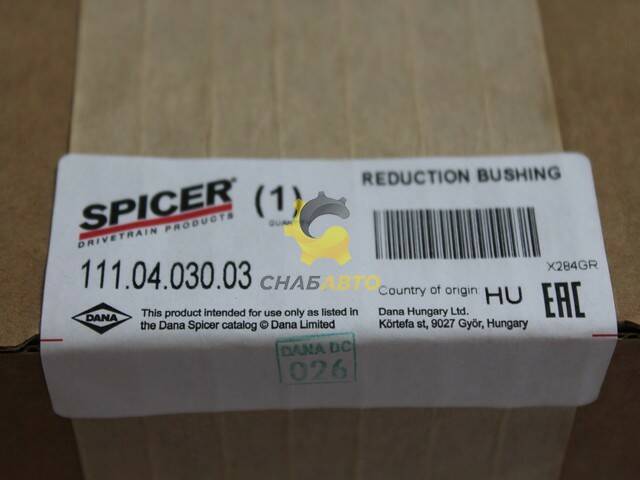 SPICER®
DRIVETRAIN PRODUCTS
(1)
QUANTITY
REDUCTION BUSHING
X284GR
111.04.030.03
СНАБАВТО
Country of origin HU
EAC
DANA
This product intended for use only as listed in
the Dana Spicer catalog © Dana Limited
Dana Hungary Ltd.
Körtefa st, 9027 Győr, Hungary
DANA DC
026